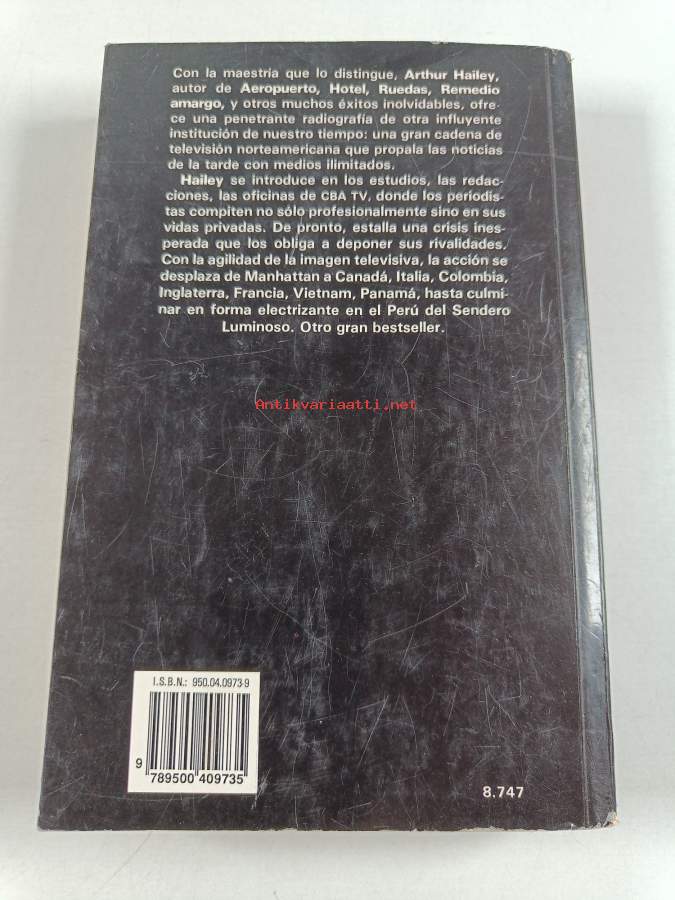 Con la maestría que lo distingue, Arthur Hailey,
autor de Aeropuerto, Hotel, Ruedas, Remedio
amargo, y otros muchos éxitos inolvidables, ofre-
ce una penetrante radiografía de otra influyente
institución de nuestro tiempo: una gran cadena de
televisión norteamericana que propala las noticias
de la tarde con medios ilimitados.
Hailey se introduce en los estudios, las redac-
ciones, las oficinas de CBA TV, donde los periodis-
tas compiten no sólo profesionalmente sino en sus
vidas privadas. De pronto, estalla una crisis ines-
perada que los obliga a deponer sus rivalidades.
Con la agilidad de la imagen televisiva, la acción se
desplaza de Manhattan a Canadá, Italia, Colombia,
Inglaterra, Francia, Vietnam, Panamá, hasta culmi-
nar en forma electrizante en el Perú del Sendero
Luminoso. Otro gran bestseller.
Antikvariaatti.net
I.S.B.N.: 950.04.0973-9
9 789500 409735
8.747